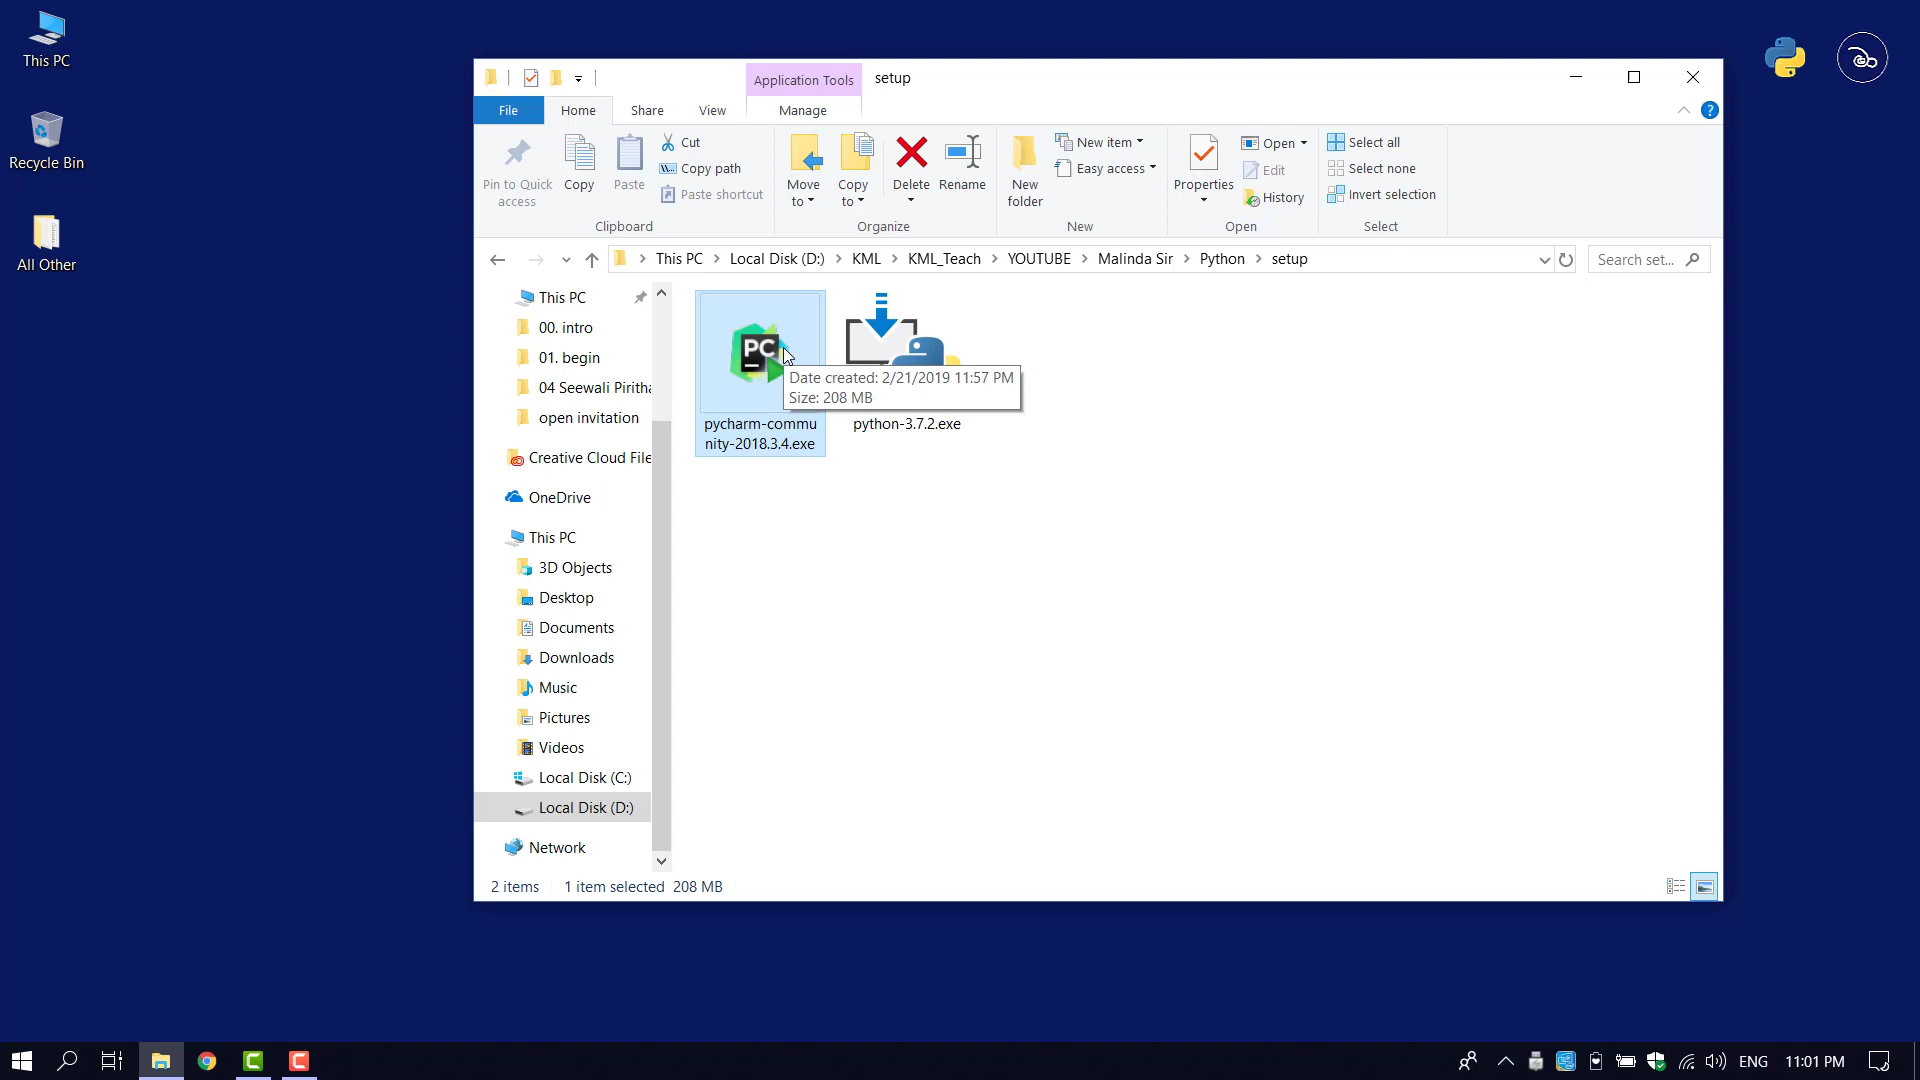 This PC
Recycle Bin
All Other
Application Tools
setup
File
Home
Share
View
Manage
Pin to Quick
access
Copy
Paste
Cut
Copy path
Paste shortcut
Clipboard
Move
to
Copy
to
Delete
Rename
Organize
New
folder
New item
Easy access
New
Properties
Open
Edit
History
Open
Select all
Select none
Invert selection
Select
This PC
Local Disk (D:)
KML
KML_Teach
YOUTUBE
Malinda Sir
Python
setup
Search set...
This PC
00. intro
01. begin
04 Seewali Piritha
open invitation
Creative Cloud File
OneDrive
This PC
3D Objects
Desktop
Documents
Downloads
Music
Pictures
Videos
Local Disk (C:)
Local Disk (D:)
Network
PC
Date created: 2/21/2019 11:57 PM
Size: 208 MB
pycharm-commu
nity-2018.3.4.exe
python-3.7.2.exe
2 items
1 item selected 208 MB
ENG
11:01 PM